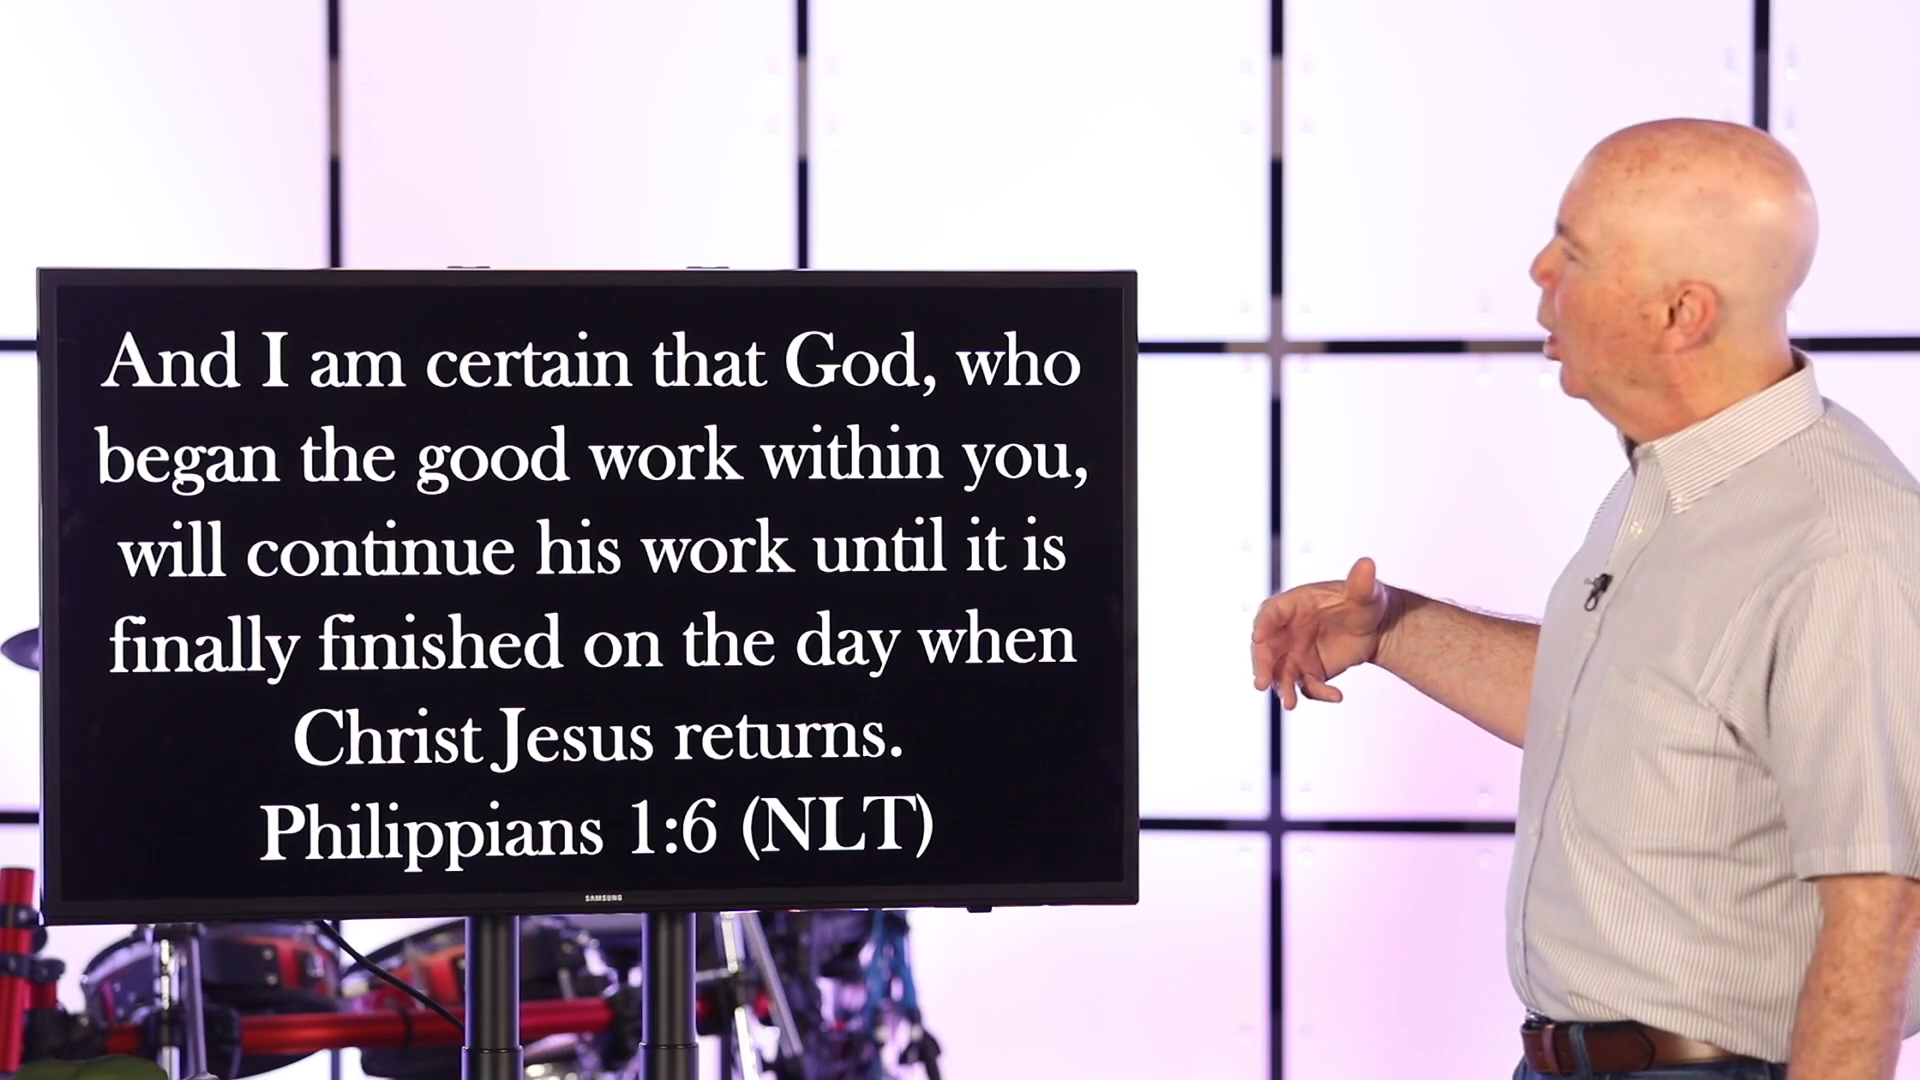 And I am certain that God, who
began the good work within you,
will continue his work until it is
finally finished on the day when
Christ Jesus returns.
Philippians 1:6 (NLT)
SAMSUNG